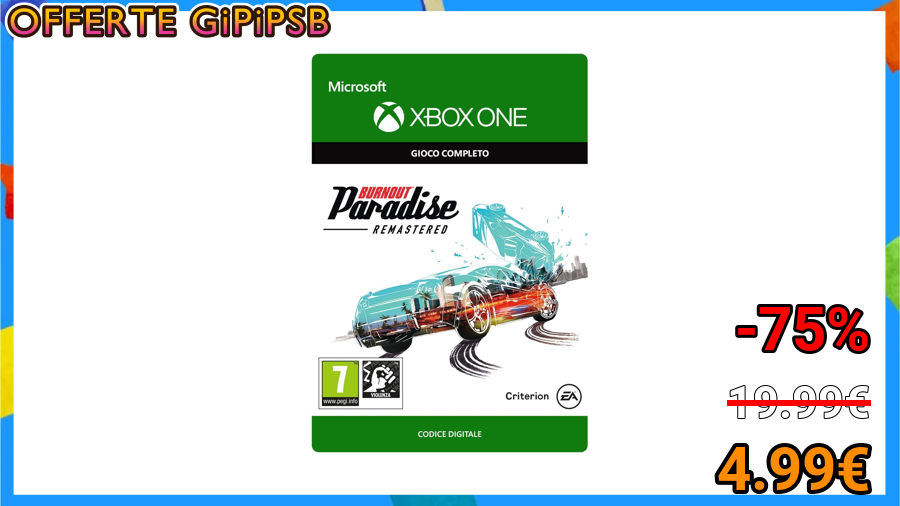 OFFERTE GiPiPSB
Microsoft
XBOX ONE
GIOCO COMPLETO
BURNOUT
Paradise
REMASTERED
7
www.pegi.info
VIOLENZA
Criterion
EA
CODICE DIGITALE
-75%
19.99€
4.99€